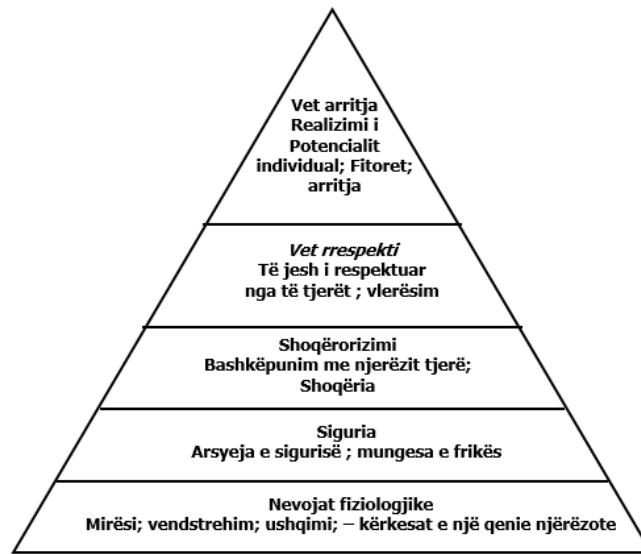 Vet arritja
Realizimi i
Potencialit
individual; Fitoret;
arritja
Vet rrespekti
Të jesh i respektuar
nga të tjerët ; vlerësim
Shoqërorizimi
Bashkëpunim me njerëzit tjerë;
Shoqëria
Siguria
Arsyeja e sigurisë ; mungesa e frikës
Nevojat fiziologjike
Mirësi; vendstrehim; ushqimi; – kërkesat e një qenie njërëzote